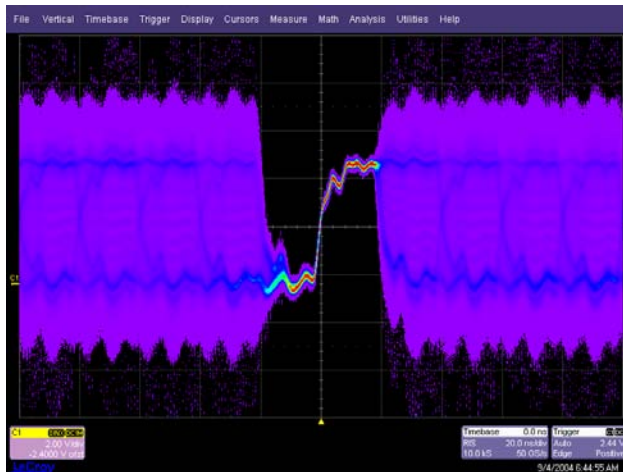 File Vertical Timebase Trigger Display Cursors Measure Math Analysis Utilities Help
C1
C1
2.00 V/div
-2.4000 V ofst
Timebase 0.0 ns
RIS 20.0 ns/div
10.0 kS 50 GS/s
Trigger
Auto 2.44 V
Edge Positive
LeCroy
9/4/2004 6:44:55 AM